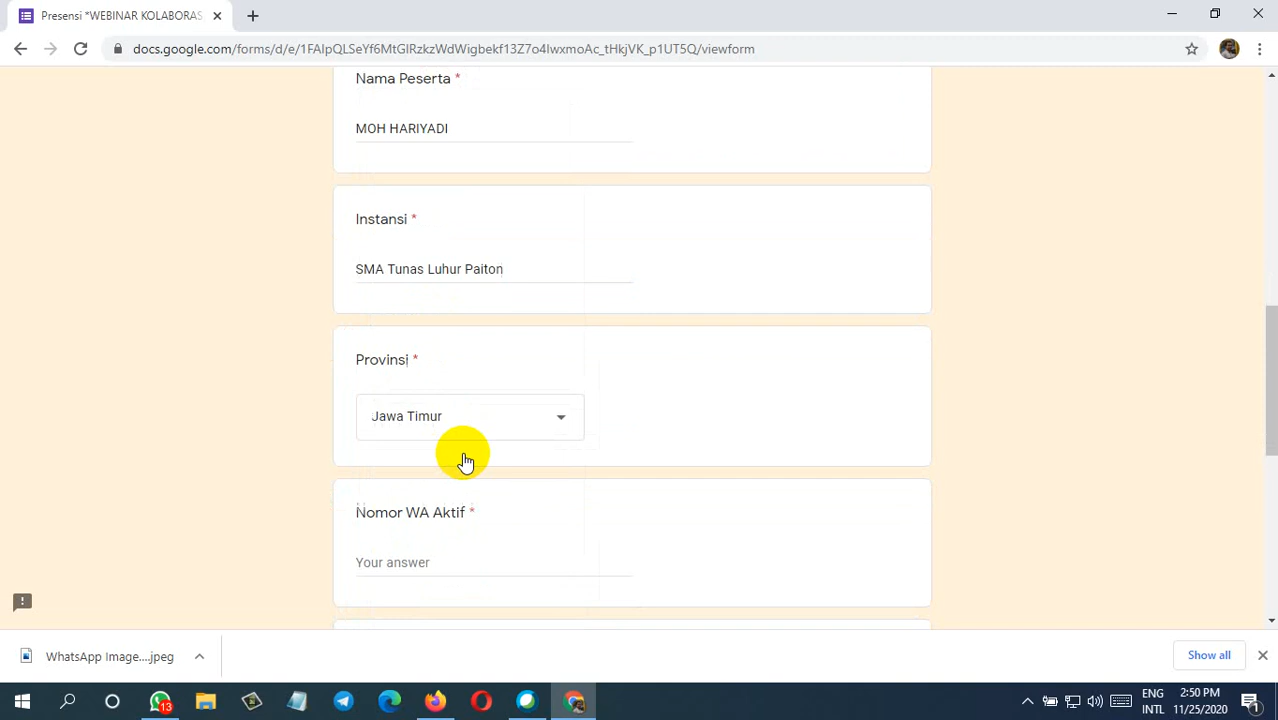 Presensi *WEBINAR KOLABORAS
docs.google.com/forms/d/e/1FAIpQLSeYf6MtGlRzkzWdWigbekf13Z7o4lwxmoAc_tHkjVK_p1UT5Q/viewform
Nama Peserta *
MOH HARIYADI
Instansi *
SMA Tunas Luhur Paiton
Provinsi *
Jawa Timur
Nomor WA Aktif *
Your answer
WhatsApp Image....jpeg
Show all
13
ENG
INTL
2:50 PM
11/25/2020
1